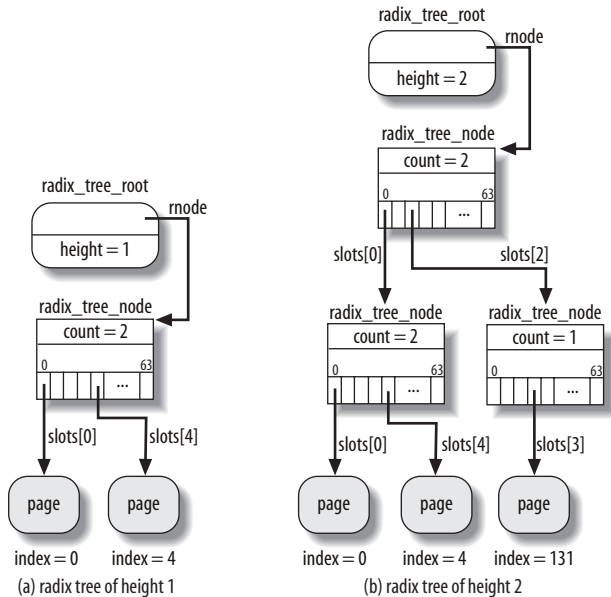 radix_tree_root
rnode
height = 1
radix_tree_node
count = 2
0 63
...
slots[0]
slots[4]
page
page
index = 0
index = 4
(a) radix tree of height 1
radix_tree_root
rnode
height = 2
radix_tree_node
count = 2
0 63
...
slots[0]
slots[2]
radix_tree_node
count = 2
0 63
...
slots[0]
slots[4]
radix_tree_node
count = 1
0 63
...
slots[3]
page
page
page
index = 0
index = 4
index = 131
(b) radix tree of height 2